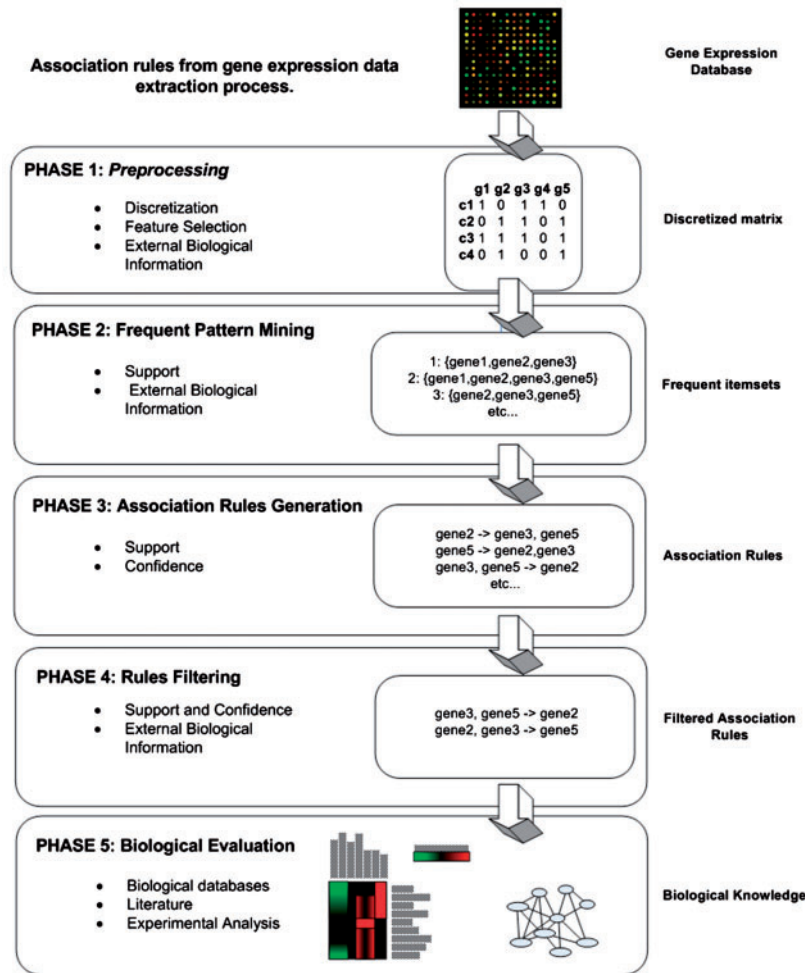 Association rules from gene expression data
extraction process.
Gene Expression
Database
PHASE 1: Preprocessing
• Discretization
• Feature Selection
• External Biological
Information
g1 g2 g3 g4 g5
c1 1 0 1 1 0
c2 0 1 1 0 1
c3 1 1 1 0 1
c4 0 1 0 0 1
Discretized matrix
PHASE 2: Frequent Pattern Mining
• Support
• External Biological
Information
1: {gene1,gene2,gene3}
2: {gene1,gene2,gene3,gene5}
3: {gene2,gene3,gene5}
etc...
Frequent itemsets
PHASE 3: Association Rules Generation
• Support
• Confidence
gene2 -> gene3, gene5
gene5 -> gene2,gene3
gene3, gene5 -> gene2
etc...
Association Rules
PHASE 4: Rules Filtering
• Support and Confidence
• External Biological
Information
gene3, gene5 -> gene2
gene2, gene3 -> gene5
Filtered Association
Rules
PHASE 5: Biological Evaluation
• Biological databases
• Literature
• Experimental Analysis
Biological Knowledge